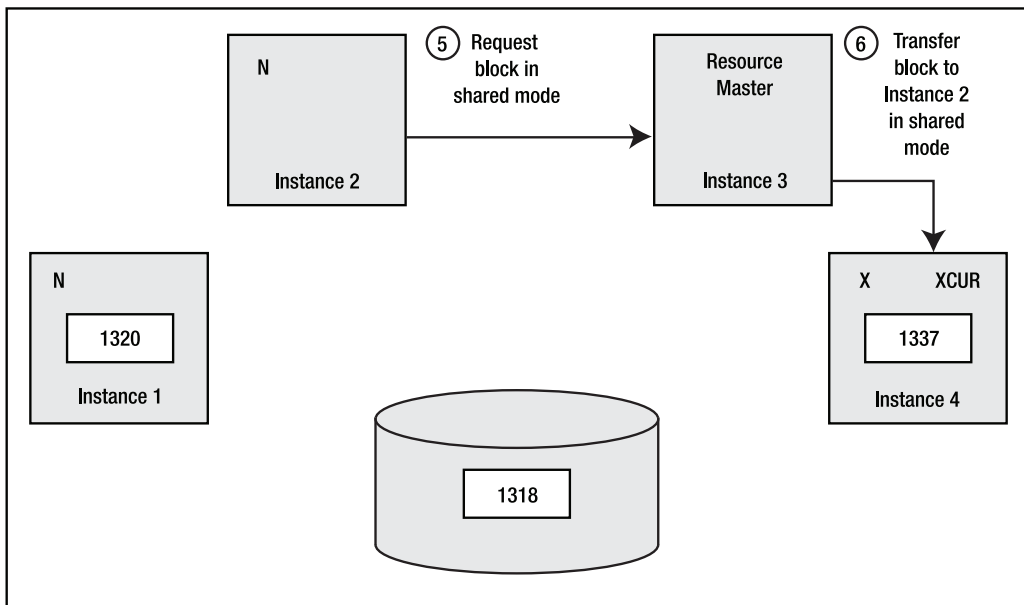 N
Instance 2
5
Request
block in
shared mode
Resource
Master
Instance 3
6
Transfer
block to
Instance 2
in shared
mode
N
1320
Instance 1
X XCUR
1337
Instance 4
1318